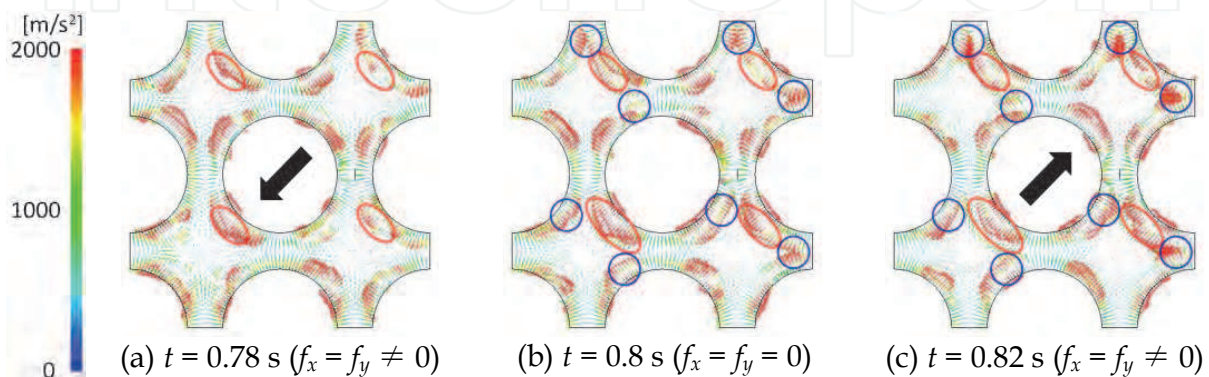 [m/s²]
2000
1000
0
(a) t = 0.78 s (fx = fy ≠ 0)
(b) t = 0.8 s (fx = fy = 0)
(c) t = 0.82 s (fx = fy ≠ 0)